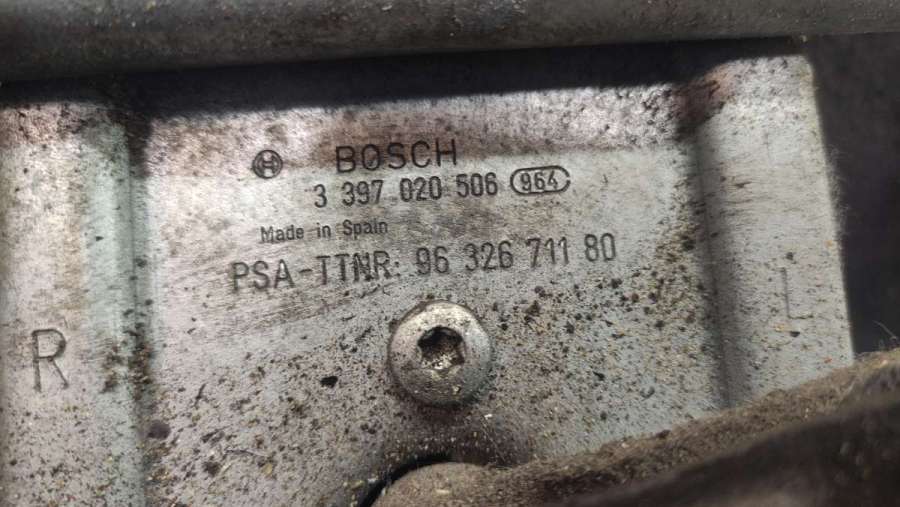 BOSCH
3 397 020 506 964
Made in Spain
PSA-TTNR: 96 326 711 80
R
L